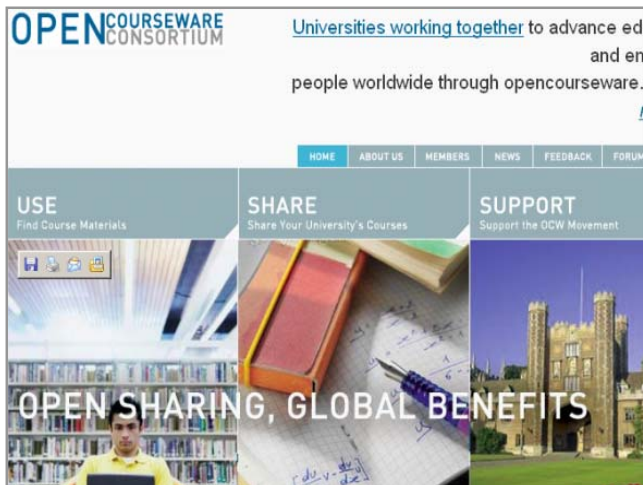 OPENCOURSEWARE
CONSORTIUM
Universities working together to advance ed
and en
people worldwide through opencourseware.
HOME ABOUT US MEMBERS NEWS FEEDBACK FORUM
USE
Find Course Materials
SHARE
Share Your University's Courses
SUPPORT
Support the OCW Movement
OPEN SHARING, GLOBAL BENEFITS